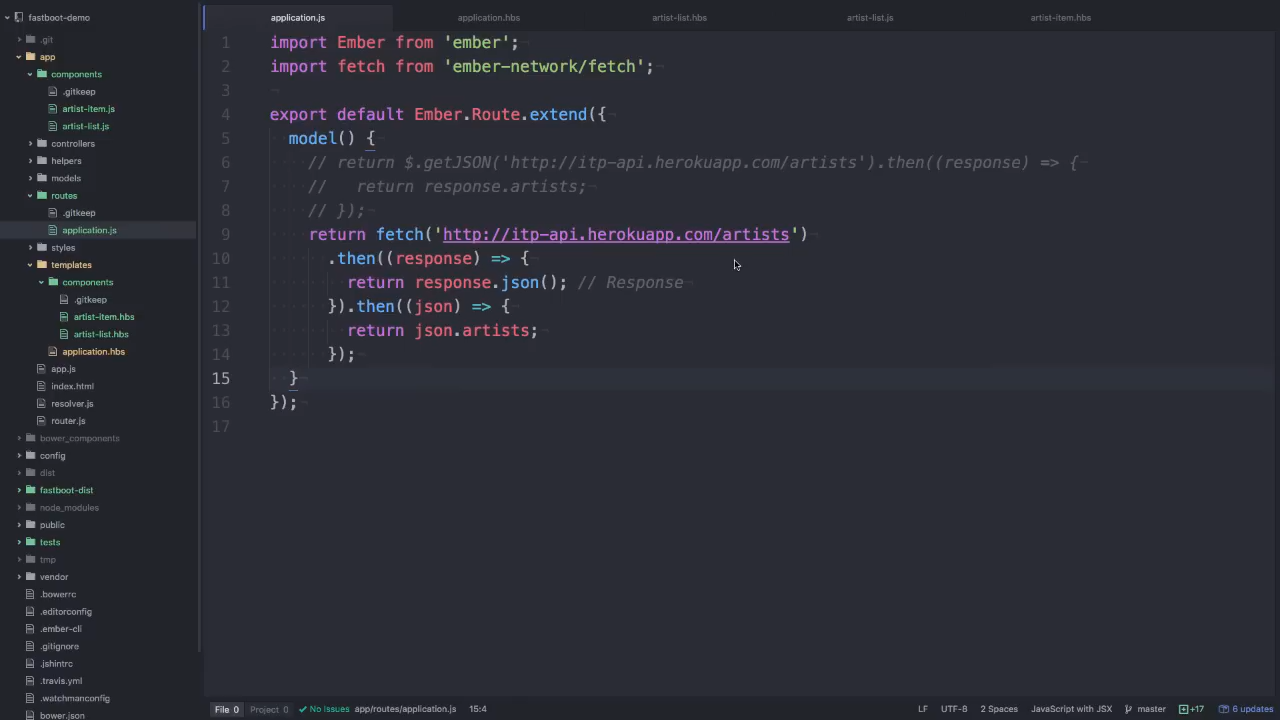 fastboot-demo
.git
app
components
.gitkeep
artist-item.js
artist-list.js
controllers
helpers
models
routes
.gitkeep
application.js
styles
templates
components
.gitkeep
artist-item.hbs
artist-list.hbs
application.hbs
app.js
index.html
resolver.js
router.js
bower_components
config
dist
fastboot-dist
node_modules
public
tests
tmp
vendor
.bowerrc
.editorconfig
.ember-cli
.gitignore
.jshintrc
.travis.yml
.watchmanconfig
bower.json
application.js application.hbs artist-list.hbs artist-list.js artist-item.hbs
1 import Ember from 'ember';
2 import fetch from 'ember-network/fetch';
3
4 export default Ember.Route.extend({
5 model() {
6 // return $.getJSON('http://itp-api.herokuapp.com/artists').then((response) => {
7 //   return response.artists;
8 // });
9 return fetch('http://itp-api.herokuapp.com/artists')
10 .then((response) => {
11 return response.json(); // Response
12 }).then((json) => {
13 return json.artists;
14 });
15 }
16 });
17
File 0 Project 0 No Issues app/routes/application.js 15:4 LF UTF-8 2 Spaces JavaScript with JSX master +17 6 updates